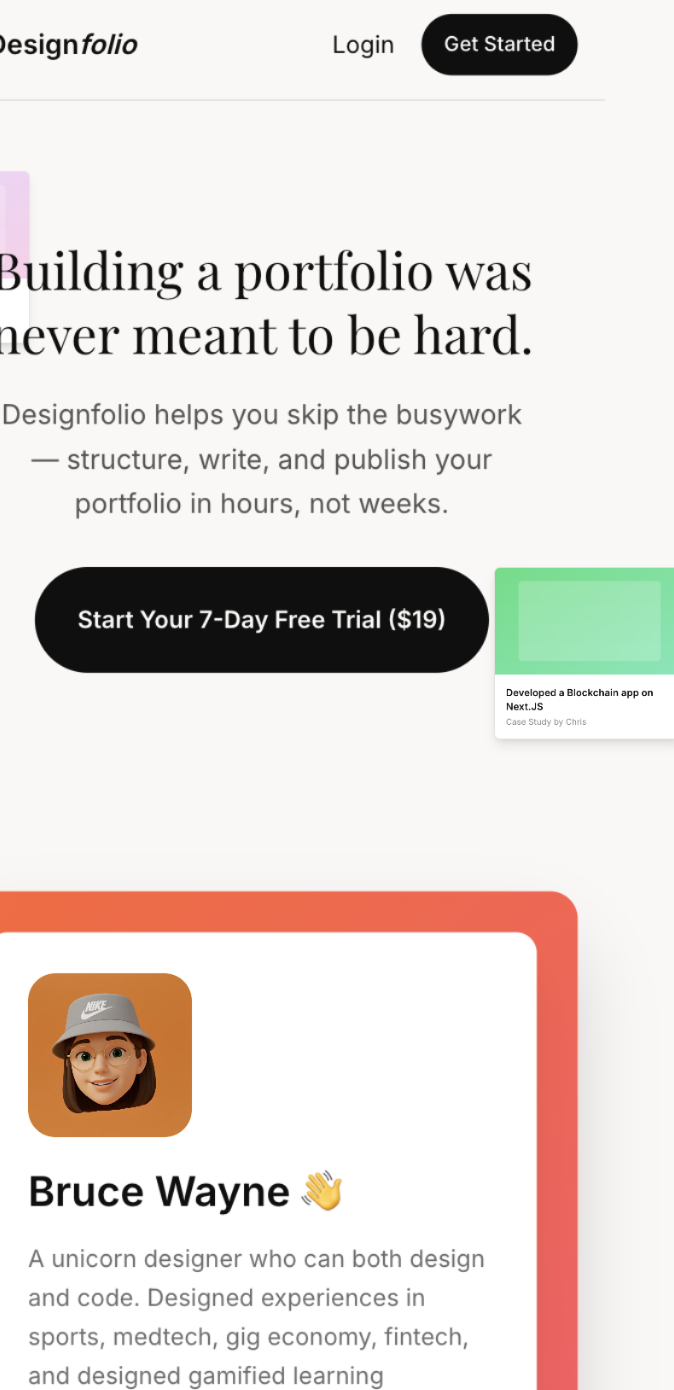 Designfolio
Login
Get Started
Building a portfolio was
never meant to be hard.
Designfolio helps you skip the busywork
— structure, write, and publish your
portfolio in hours, not weeks.
Start Your 7-Day Free Trial ($19)
Developed a Blockchain app on
Next.JS
Case Study by Chris
NIKE
Bruce Wayne 👋
A unicorn designer who can both design
and code. Designed experiences in
sports, medtech, gig economy, fintech,
and designed gamified learning